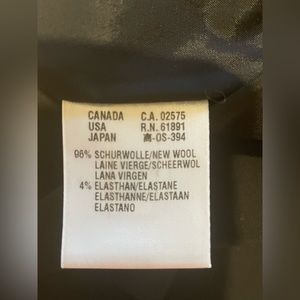 CANADA C.A. 02575
USA R.N. 61891
JAPAN -OS-394
96% SCHURWOLLE/NEW WOOL
LAINE VIERGE/SCHEERWOL
LANA VIRGEN
4% ELASTHAN/ELASTANE
ELASTHANNE/ELASTAAN
ELASTANO